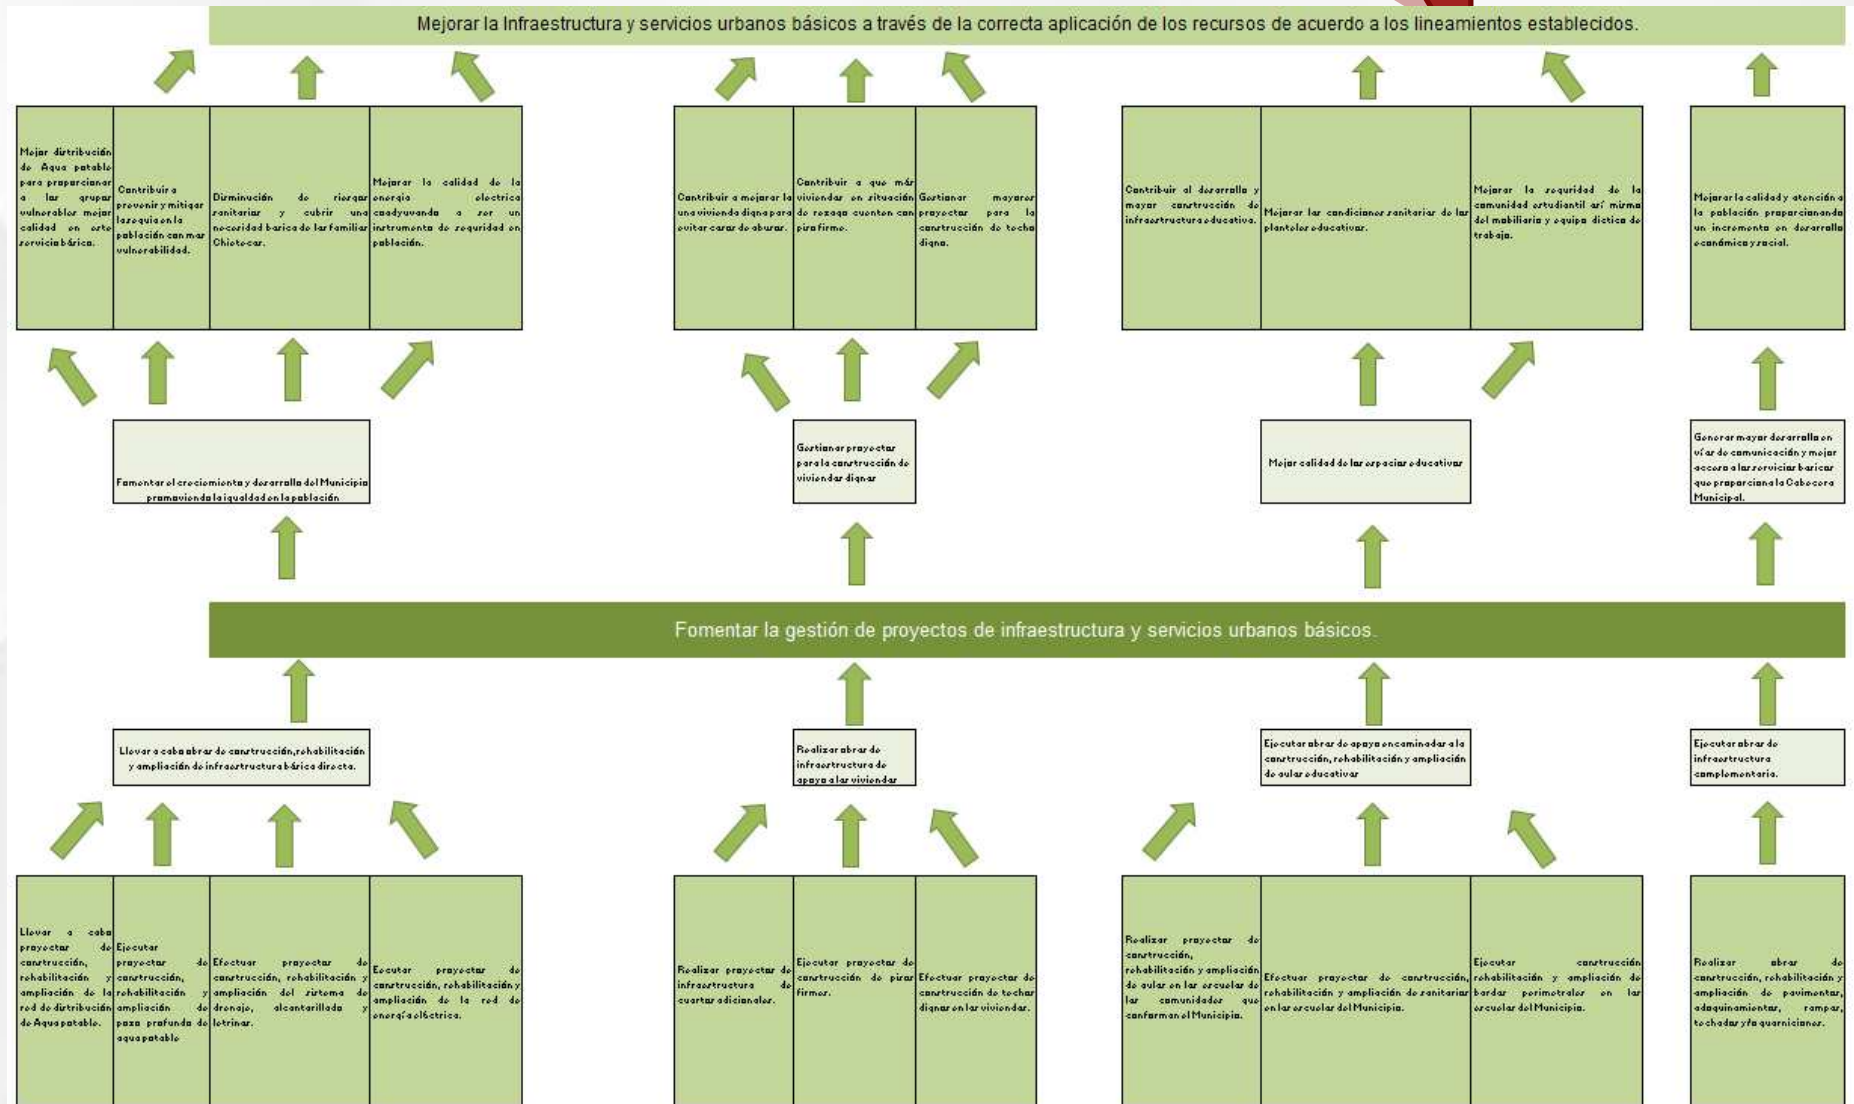 Mejorar la Infraestructura y servicios urbanos básicos a través de la correcta aplicación de los recursos de acuerdo a los lineamientos establecidos.
Mejor distribución
de Agua potable
para proporcionar
a los grupos
vulnerables mejor
calidad en este
servicio básico.
Contribuir a
prevenir y mitigar
la sequia en la
población con mas
vulnerabilidad.
Disminución de riesgos
sanitarios y cubrir una
necesidad basica de las familias
Chietecas.
Mejorar la calidad de la
energía electrica
coadyuvando a ser un
instrumento de seguridad en
población.
Contribuir a mejorar la
una vivienda digna para
evitar casos de abusos.
Contribuir a que más
viviendas en situación
de rezago cuenten con
piso firme.
Gestionar mayores
proyectos para la
construcción de techo
digno.
Contribuir al desarrollo y
mayor construcción de
infraestructura educativa.
Mejorar las condiciones sanitarias de los
planteles educativos.
Mejorar la seguridad de la
comunidad estudiantil así mismo
del mobiliario y equipo dictico de
trabajo.
Mejorar la calidad y atención a
la población proporcionando
un incremento en desarrollo
económico y social.
Fomentar el crecimiento y desarrollo del Municipio
promoviendo la igualdad en la población
Gestionar proyectos
para la construcción de
viviendas dignas
Mejor calidad de los espacios educativos
Generar mayor desarrollo en
vías de comunicación y mejor
acceso a los servicios basicos
que proporciona la Cabecera
Municipal.
Fomentar la gestión de proyectos de infraestructura y servicios urbanos básicos.
Llevar a cabo obras de construcción, rehabilitación
y ampliación de infraestructura básica directa.
Realizar obras de
infraestructura de
apoyo a las viviendas
Ejecutar obras de apoyo encaminadas a la
construcción, rehabilitación y ampliación
de aulas educativas
Ejecutar obras de
infraestructura
complementaria.
Llevar a cabo
proyectos de
construcción,
rehabilitación y
ampliación de la
red de distribución
de Agua potable.
Ejecutar
proyectos de
construcción,
rehabilitación y
ampliación de
pozo profundo de
agua potable
Efectuar proyectos de
construcción, rehabilitación y
ampliación del sistema de
drenaje, alcantarillado y
letrinas.
Eecutar proyectos de
construcción, rehabilitación y
ampliación de la red de
energía eléctrica.
Realizar proyectos de
infraestructura de
cuartos adicionales.
Ejecutar proyectos de
construcción de pisos
firmes.
Efectuar proyectos de
construcción de techos
dignos en las viviendas.
Realizar proyectos de
construcción,
rehabilitación y ampliación
de aulas en las escuelas de
las comunidades que
conforman el Municipio.
Efectuar proyectos de construcción,
rehabilitación y ampliación de sanitarios
en las escuelas del Municipio.
Ejecutar construcción
rehabilitación y ampliación de
bardas perimetrales en las
escuelas del Municipio.
Realizar obras de
construcción, rehabilitación y
ampliación de pavimentos,
adoquinamientos, rampas,
techados y/o guarniciones.